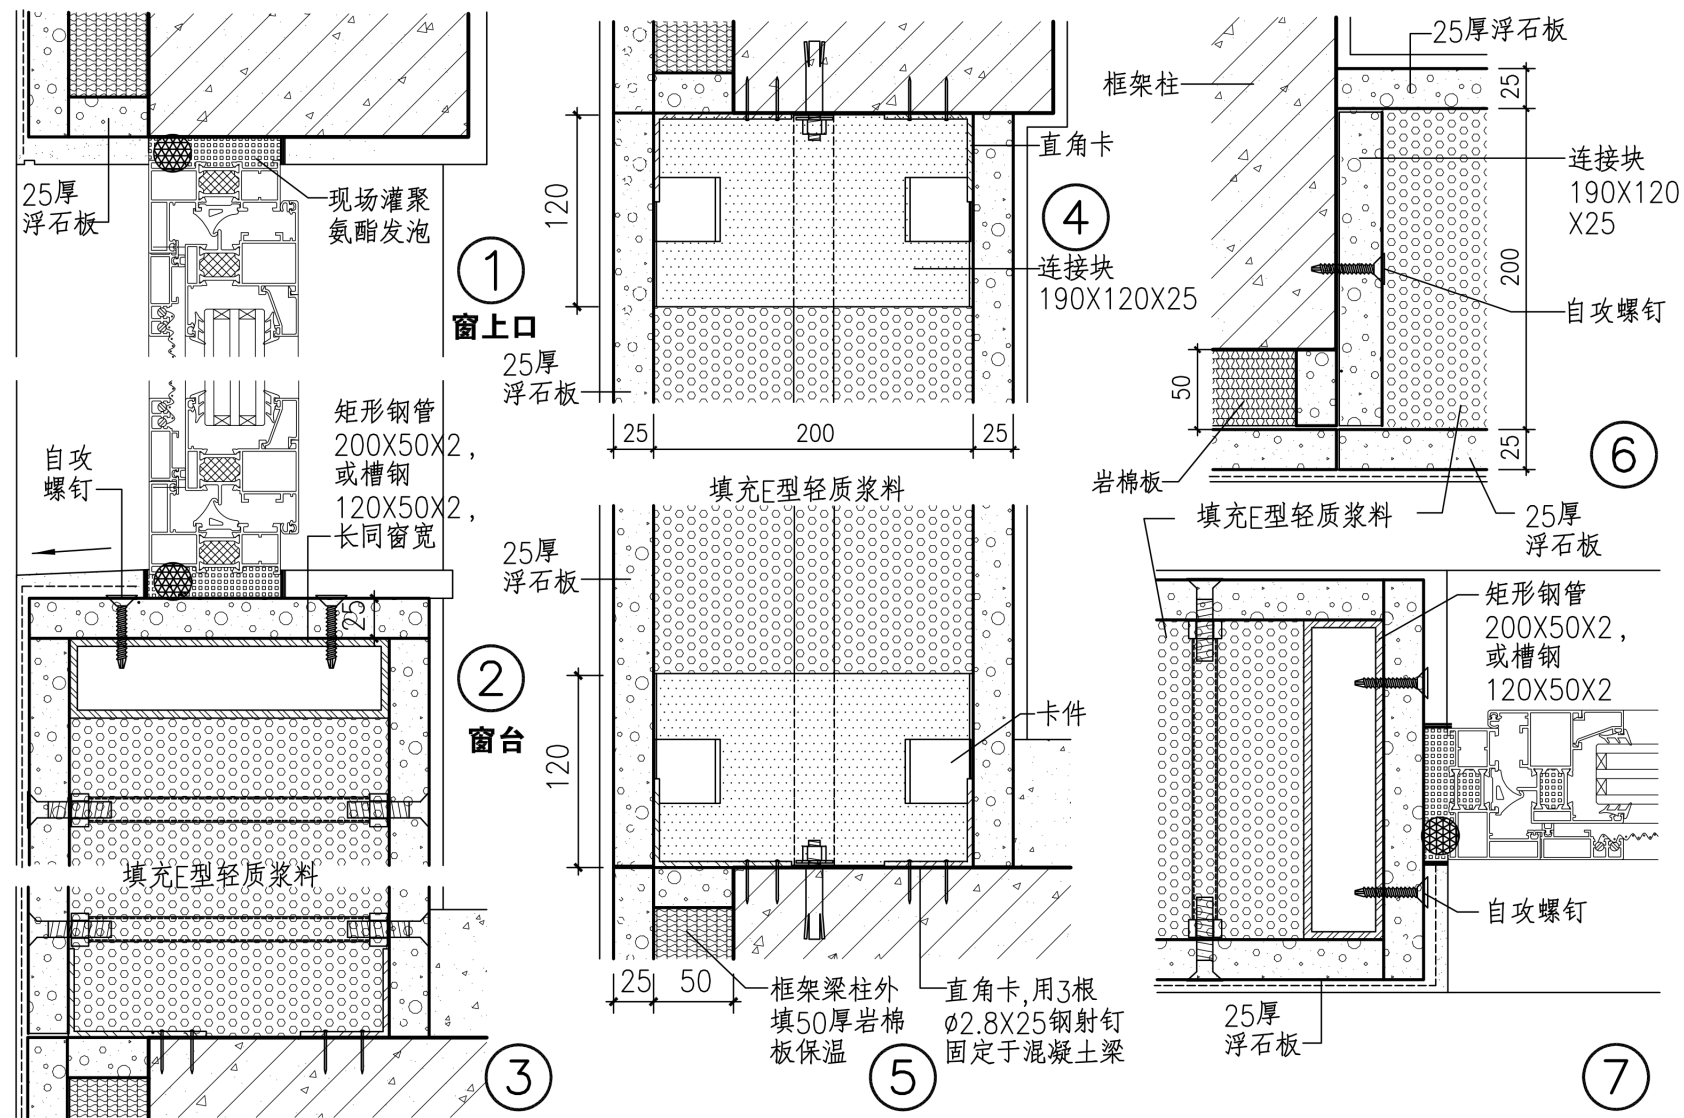 25厚
浮石板
现场灌聚
氨酯发泡
1
窗上口
自攻
螺钉
矩形钢管
200X50X2，
或槽钢
120X50X2，
长同窗宽
25
2
窗台
填充E型轻质浆料
3
120
直角卡
4
连接块
190X120X25
25厚
浮石板
25
200
25
填充E型轻质浆料
25厚
浮石板
120
卡件
25
50
框架梁柱外
填50厚岩棉
板保温
直角卡,用3根
ø2.8X25钢射钉
固定于混凝土梁
5
25厚浮石板
框架柱
25
连接块
190X120
X25
200
自攻螺钉
50
25
6
岩棉板
填充E型轻质浆料
25厚
浮石板
矩形钢管
200X50X2，
或槽钢
120X50X2
自攻螺钉
25厚
浮石板
7